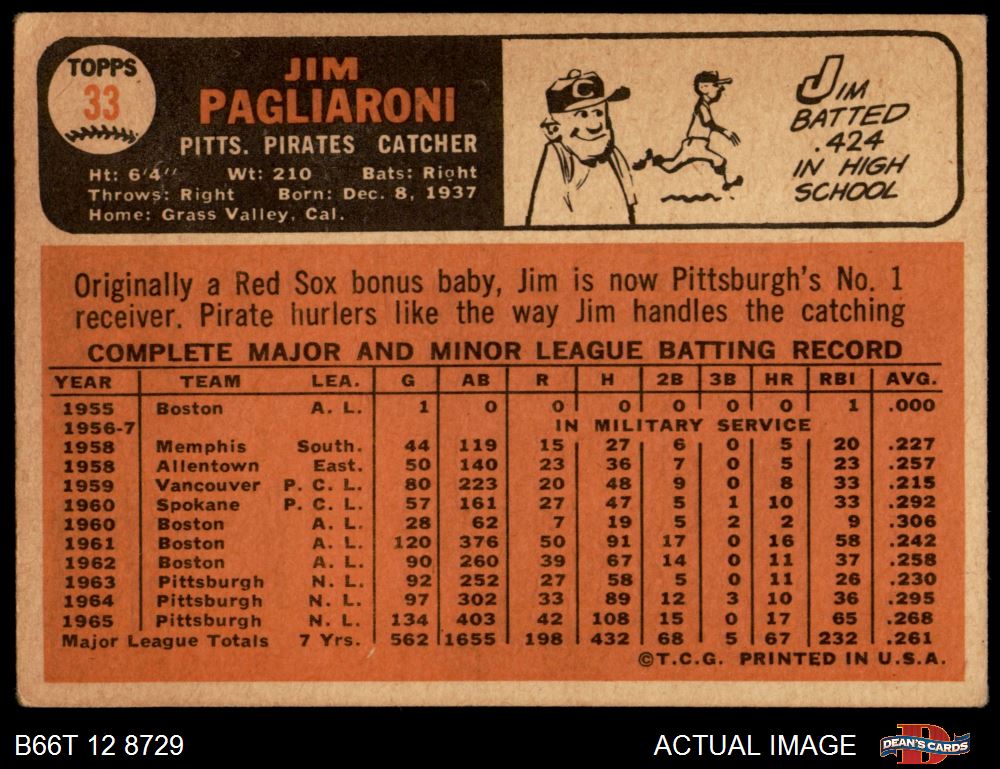 TOPPS
33
JIM
PAGLIARONI
PITTS. PIRATES CATCHER
Ht: 6'4" Wt: 210 Bats: Right
Throws: Right Born: Dec. 8, 1937
Home: Grass Valley, Cal.
C
JIM
BATTED
.424
IN HIGH
SCHOOL
Originally a Red Sox bonus baby, Jim is now Pittsburgh's No. 1
receiver. Pirate hurlers like the way Jim handles the catching
COMPLETE MAJOR AND MINOR LEAGUE BATTING RECORD
YEAR TEAM LEA. G AB R H 2B 3B HR RBI AVG.
1955 Boston A. L. 1 0 0 0 0 0 0 1 .000
1956-7 IN MILITARY SERVICE
1958 Memphis South. 44 119 15 27 6 0 5 20 .227
1958 Allentown East. 50 140 23 36 7 0 5 23 .257
1959 Vancouver P. C. L. 80 223 20 48 9 0 8 33 .215
1960 Spokane P. C. L. 57 161 27 47 5 1 10 33 .292
1960 Boston A. L. 28 62 7 19 5 2 2 9 .306
1961 Boston A. L. 120 376 50 91 17 0 16 58 .242
1962 Boston A. L. 90 260 39 67 14 0 11 37 .258
1963 Pittsburgh N. L. 92 252 27 58 5 0 11 26 .230
1964 Pittsburgh N. L. 97 302 33 89 12 3 10 36 .295
1965 Pittsburgh N. L. 134 403 42 108 15 0 17 65 .268
Major League Totals 7 Yrs. 562 1655 198 432 68 5 67 232 .261
©T.C.G. PRINTED IN U.S.A.
B66T 12 8729
ACTUAL IMAGE
DEAN'S CARDS